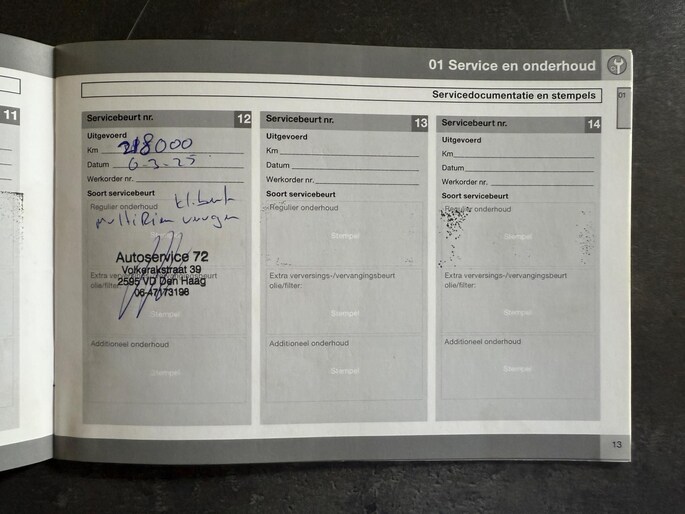 01 Service en onderhoud
Servicedocumentatie en stempels
01
11
Servicebeurt nr. 12
Uitgevoerd
Km 218000
Datum 6-3-25
Werkorder nr.
Soort servicebeurt
Regulier onderhoud kl.beurt
multiRiem
Autoservice 72
Volkerakstraat 39
2595 VD Den Haag
06-47173198
Extra verversings-/vervangingsbeurt
olie/filter:
Stempel
Additioneel onderhoud
Stempel
Servicebeurt nr. 13
Uitgevoerd
Km
Datum
Werkorder nr.
Soort servicebeurt
Regulier onderhoud
Stempel
Extra verversings-/vervangingsbeurt
olie/filter:
Stempel
Additioneel onderhoud
Stempel
Servicebeurt nr. 14
Uitgevoerd
Km
Datum
Werkorder nr.
Soort servicebeurt
Regulier onderhoud
Stempel
Extra verversings-/vervangingsbeurt
olie/filter:
Stempel
Additioneel onderhoud
Stempel
13